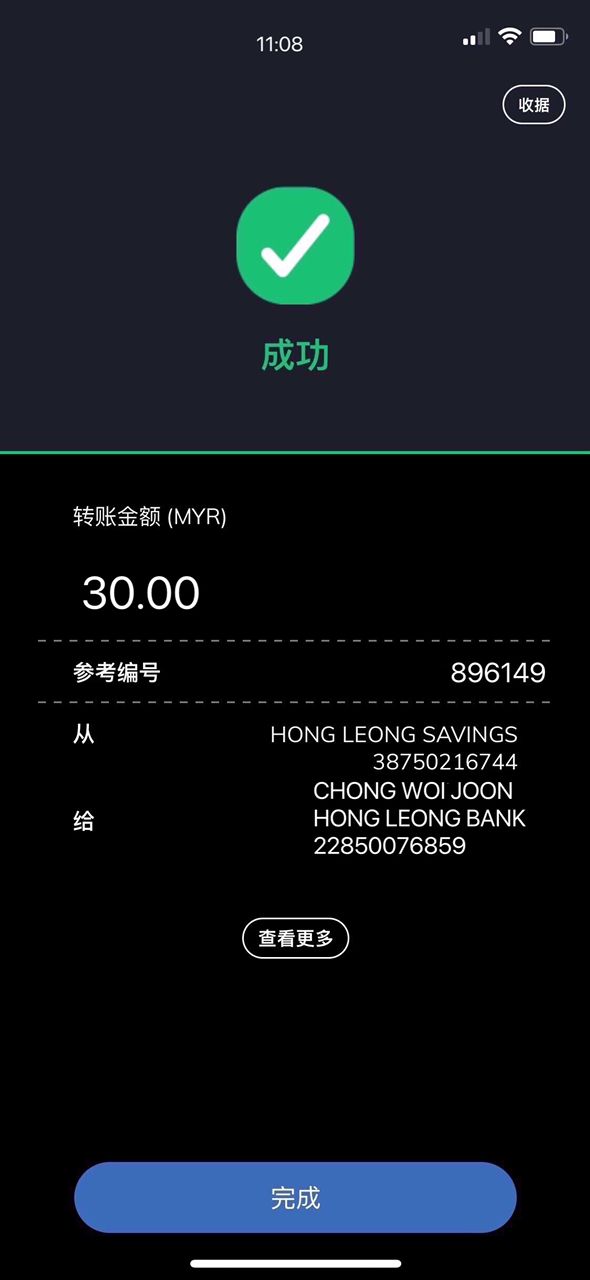 11:08
收据
成功
转账金额 (MYR)
30.00
参考编号 896149
从 HONG LEONG SAVINGS
38750216744
给 CHONG WOI JOON
HONG LEONG BANK
22850076859
查看更多
完成